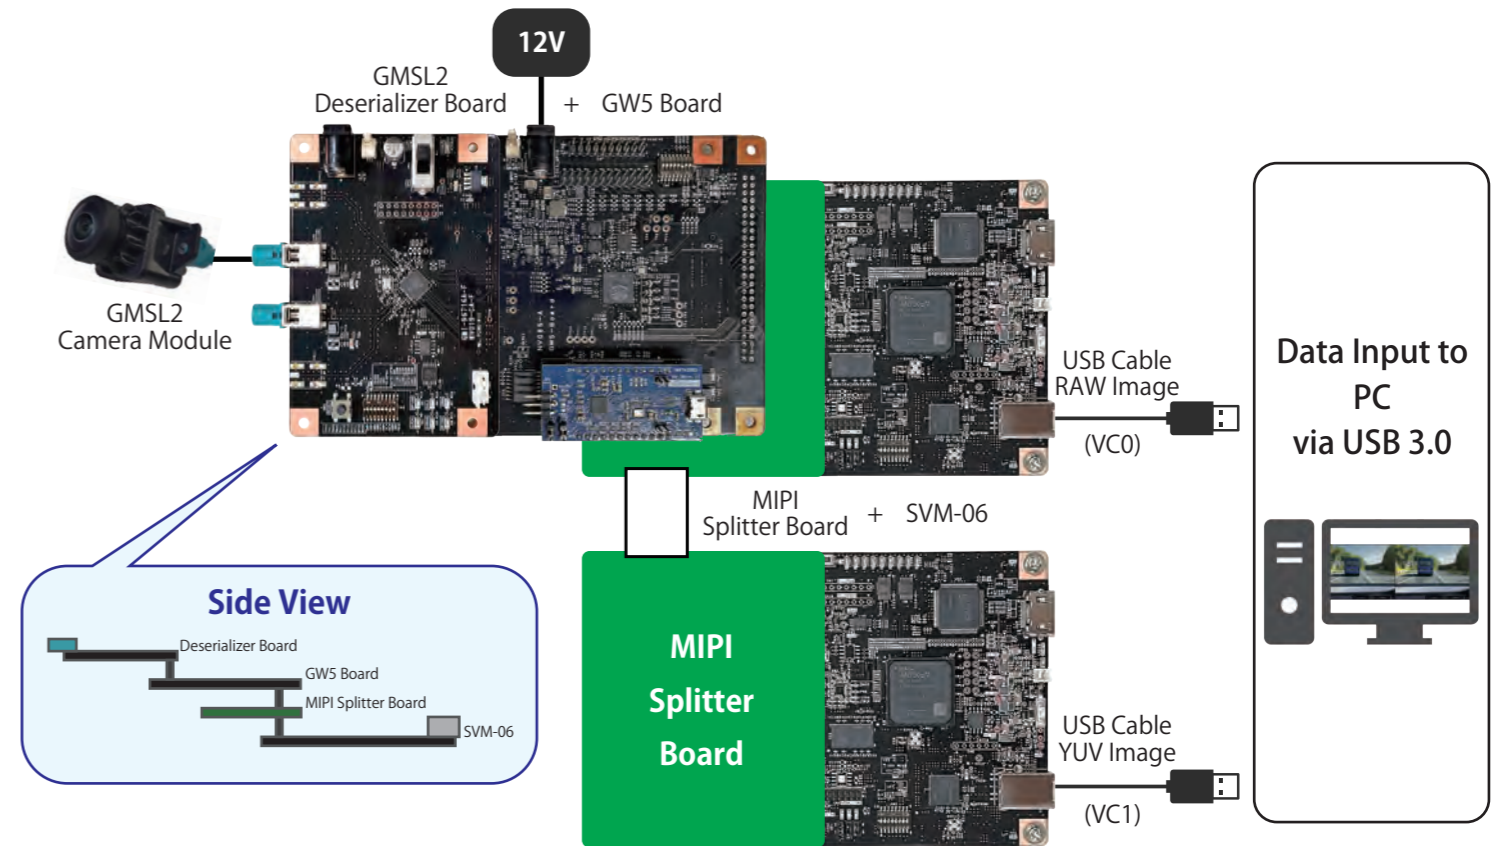 12V
GMSL2
Deserializer Board + GW5 Board
GMSL2
Camera Module
USB Cable
RAW Image
(VC0)
MIPI
Splitter Board + SVM-06
Data Input to
PC
via USB 3.0
Side View
Deserializer Board
GW5 Board
MIPI Splitter Board
SVM-06
MIPI
Splitter
Board
USB Cable
YUV Image
(VC1)